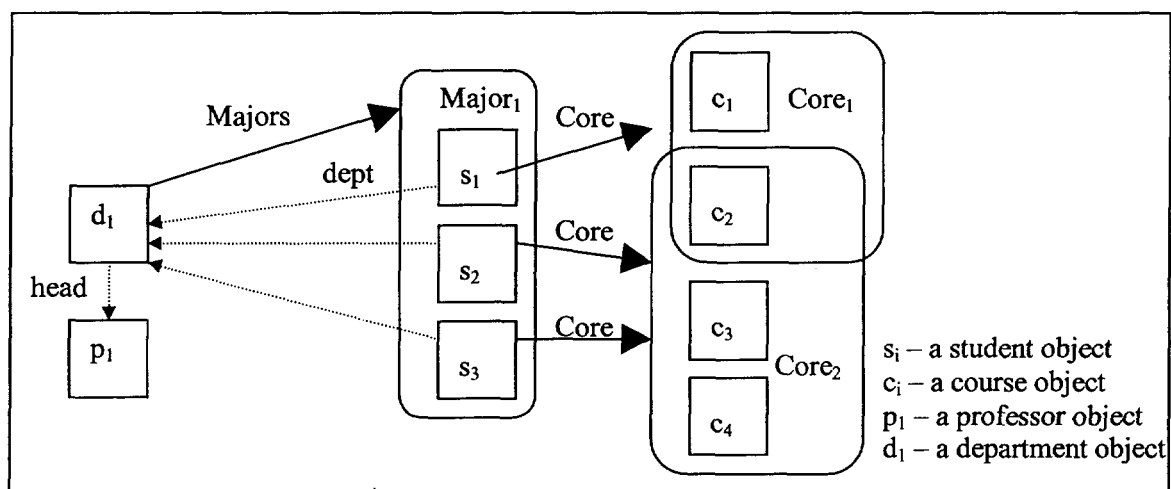 Major₁
c₁ Core₁
Majors
Core
dept
s₁
d₁
c₂
Core
s₂
head
Core
c₃
p₁
s₃
Core₂
c₄
sᵢ – a student object
cᵢ – a course object
p₁ – a professor object
d₁ – a department object